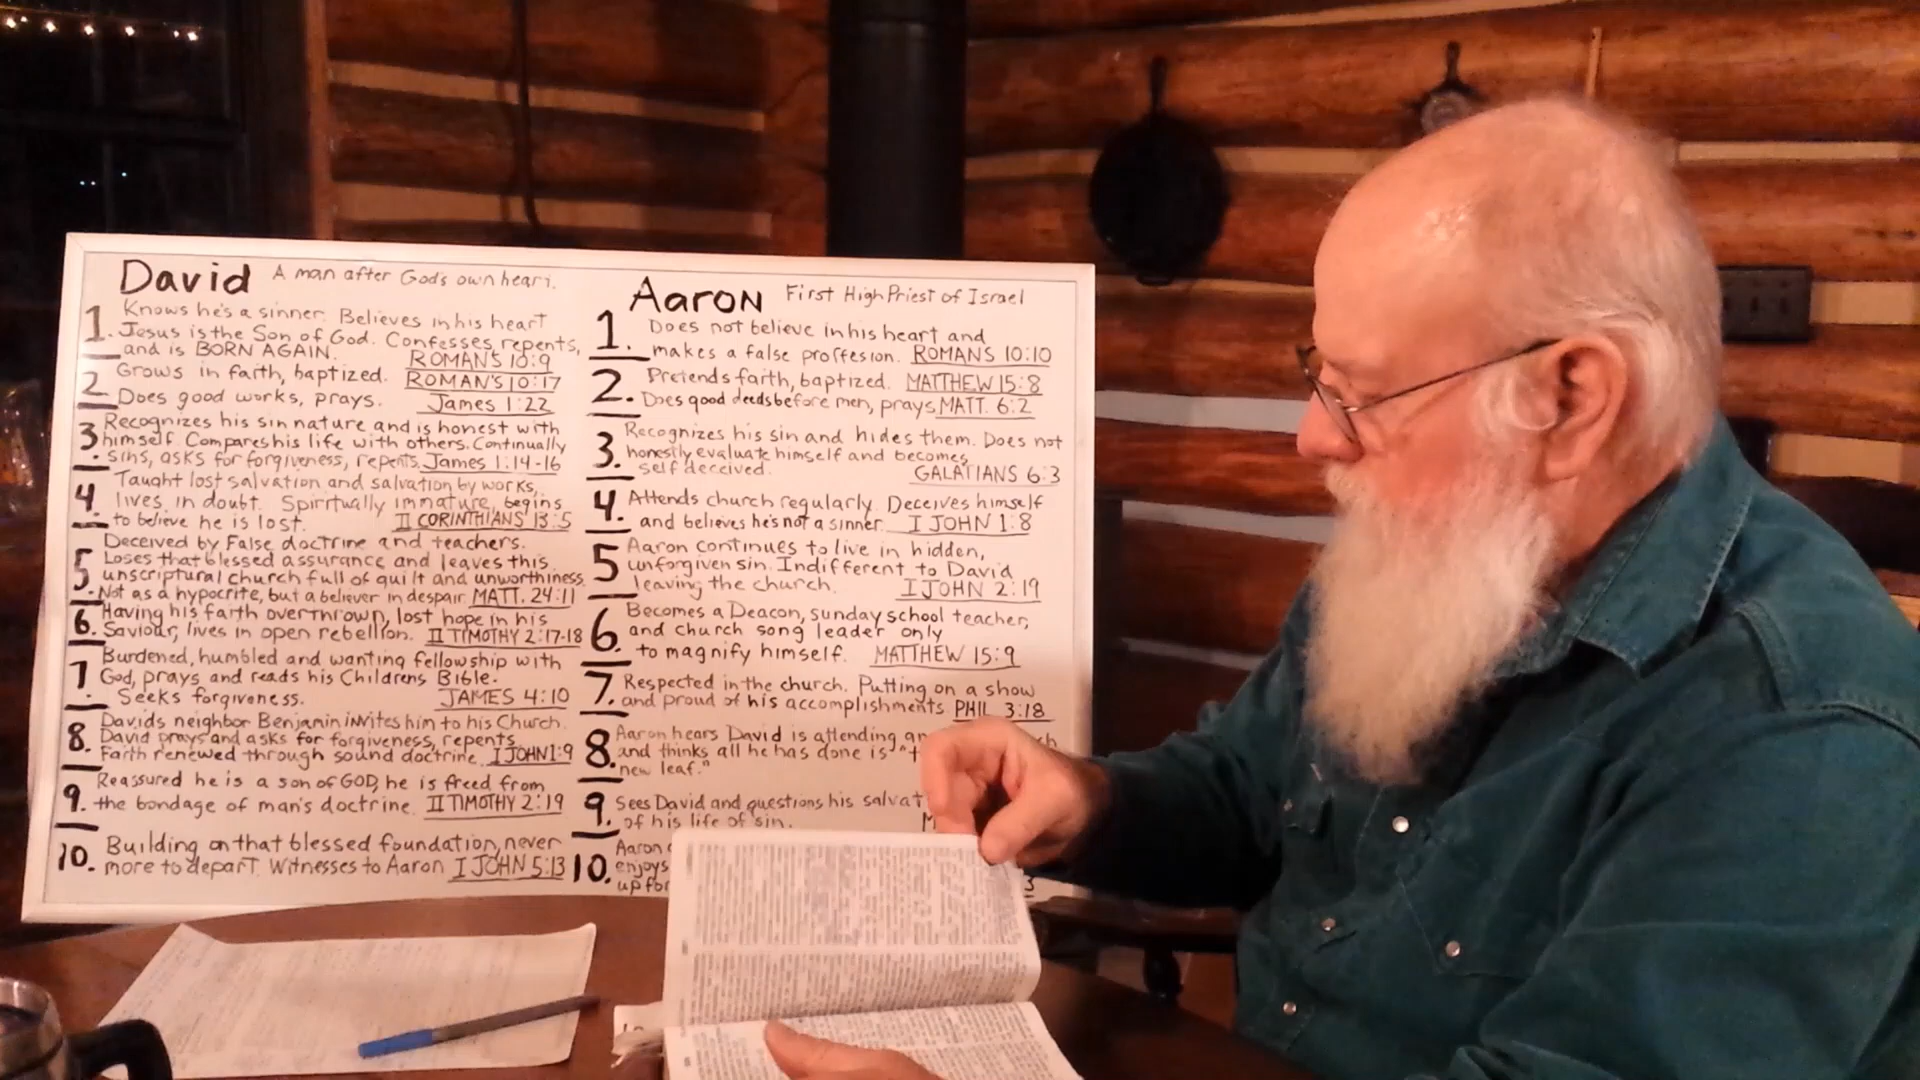 David A man after God's own heart.
1. Knows he's a sinner. Believes in his heart
Jesus is the Son of God. Confesses, repents,
and is BORN AGAIN. ROMANS 10:9
2 Grows in faith, baptized. ROMAN'S 10:17
Does good works, prays. James 1:22
3. Recognizes his sin nature and is honest with
himself. Compares his life with others. Continually
sins, asks for forgiveness, repents. James 1:14-16
4. Taught lost salvation and salvation by works,
lives in doubt. Spiritually immature, begins
to believe he is lost. II CORINTHIANS 13:5
5. Deceived by False doctrine and teachers.
Loses that blessed assurance and leaves this
unscriptural church full of guilt and unworthiness.
Not as a hypocrite, but a believer in despair. MATT. 24:11
6. Having his faith overthrown, lost hope in his
Saviour, lives in open rebellion. II TIMOTHY 2:17-18
7. Burdened, humbled and wanting fellowship with
God, prays and reads his Childrens Bible.
Seeks forgiveness. JAMES 4:10
8. Davids neighbor Benjamin invites him to his Church.
David prays and asks for forgiveness, repents.
Faith renewed through sound doctrine. I JOHN 1:9
9. Reassured he is a son of GOD, he is freed from
the bondage of man's doctrine. II TIMOTHY 2:19
10. Building on that blessed foundation, never
more to depart. Witnesses to Aaron I JOHN 5:13
Aaron First High Priest of Israel
1. Does not believe in his heart and
makes a false proffesion. ROMANS 10:10
2. Pretends faith, baptized. MATTHEW 15:8
Does good deeds before men, prays MATT. 6:2
3. Recognizes his sin and hides them. Does not
honestly evaluate himself and becomes
self deceived. GALATIANS 6:3
4. Attends church regularly. Deceives himself
and believes he's not a sinner. I JOHN 1:8
5 Aaron continues to live in hidden,
unforgiven sin. Indifferent to David
leaving the church. I JOHN 2:19
6 Becomes a Deacon, sunday school teacher,
and church song leader only
to magnify himself. MATTHEW 15:9
7. Respected in the church. Putting on a show
and proud of his accomplishments PHIL 3:18
8. Aaron hears David is attending
and thinks all he has done is
new leaf."
9. Sees David and questions his
of his life of sin.
10. Aaron
enjoys
up for